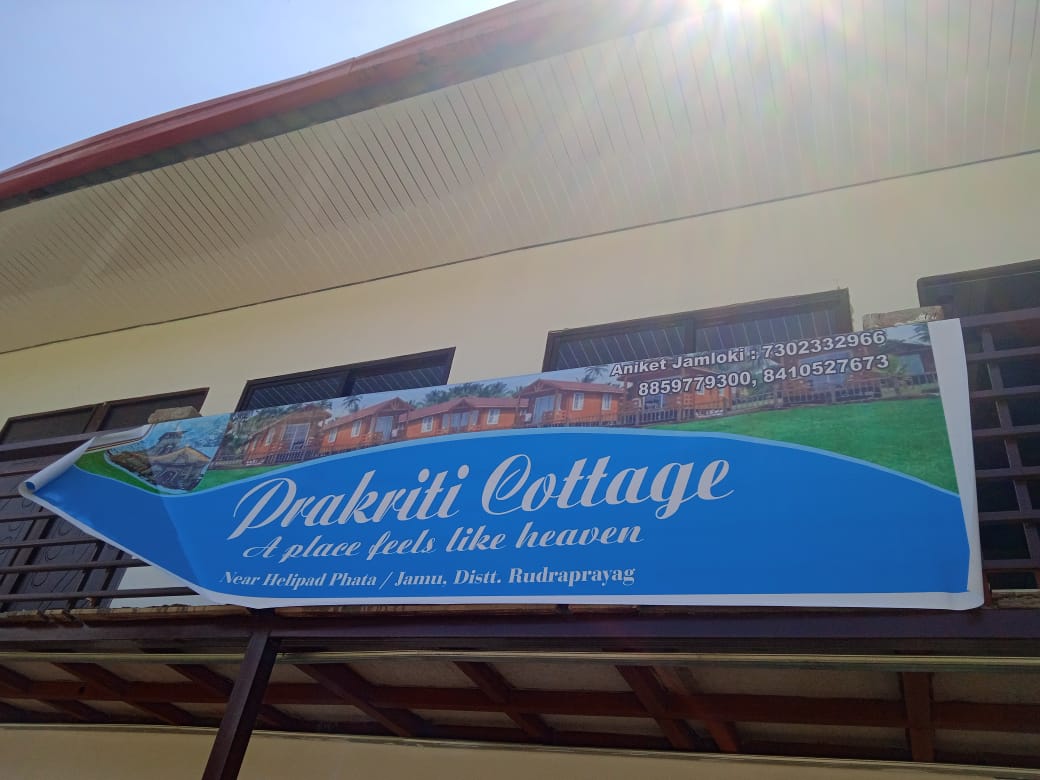 Aniket Jamloki : 7302332966
8859779300, 8410527673
Prakriti Cottage
A place feels like heaven
Near Helipad Phata / Jamu, Distt. Rudraprayag